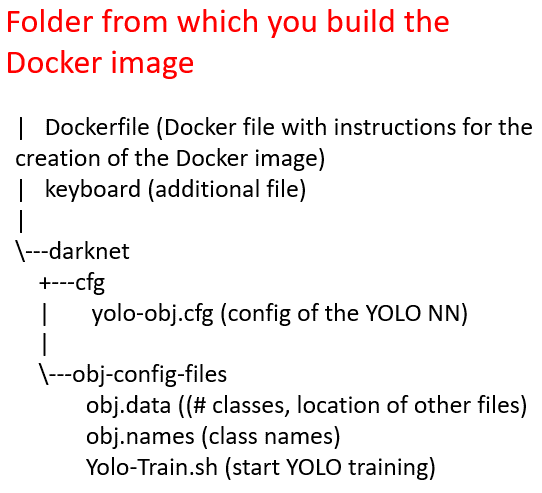 Folder from which you build the
Docker image
|   Dockerfile (Docker file with instructions for the
creation of the Docker image)
|   keyboard (additional file)
|
\---darknet
    +---cfg
    |       yolo-obj.cfg (config of the YOLO NN)
    |
    \---obj-config-files
            obj.data ((# classes, location of other files)
            obj.names (class names)
            Yolo-Train.sh (start YOLO training)